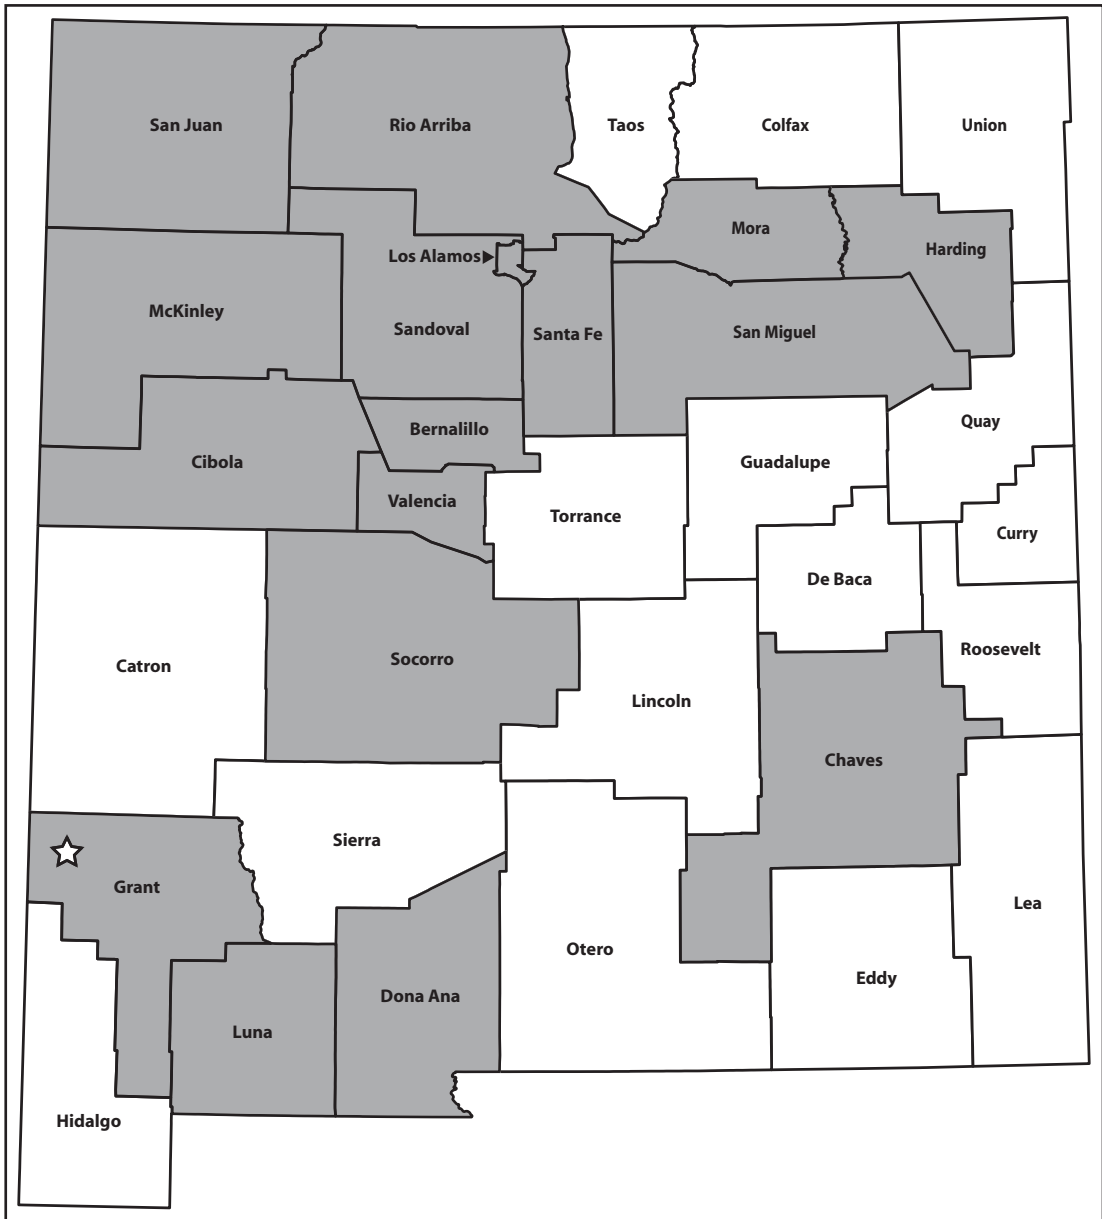 San Juan
Rio Arriba
Taos
Colfax
Union
Mora
Harding
Los Alamos
McKinley
Sandoval
Santa Fe
San Miguel
Quay
Bernalillo
Cibola
Guadalupe
Valencia
Torrance
Curry
De Baca
Roosevelt
Catron
Socorro
Lincoln
Chaves
Sierra
Grant
Lea
Otero
Eddy
Dona Ana
Luna
Hidalgo